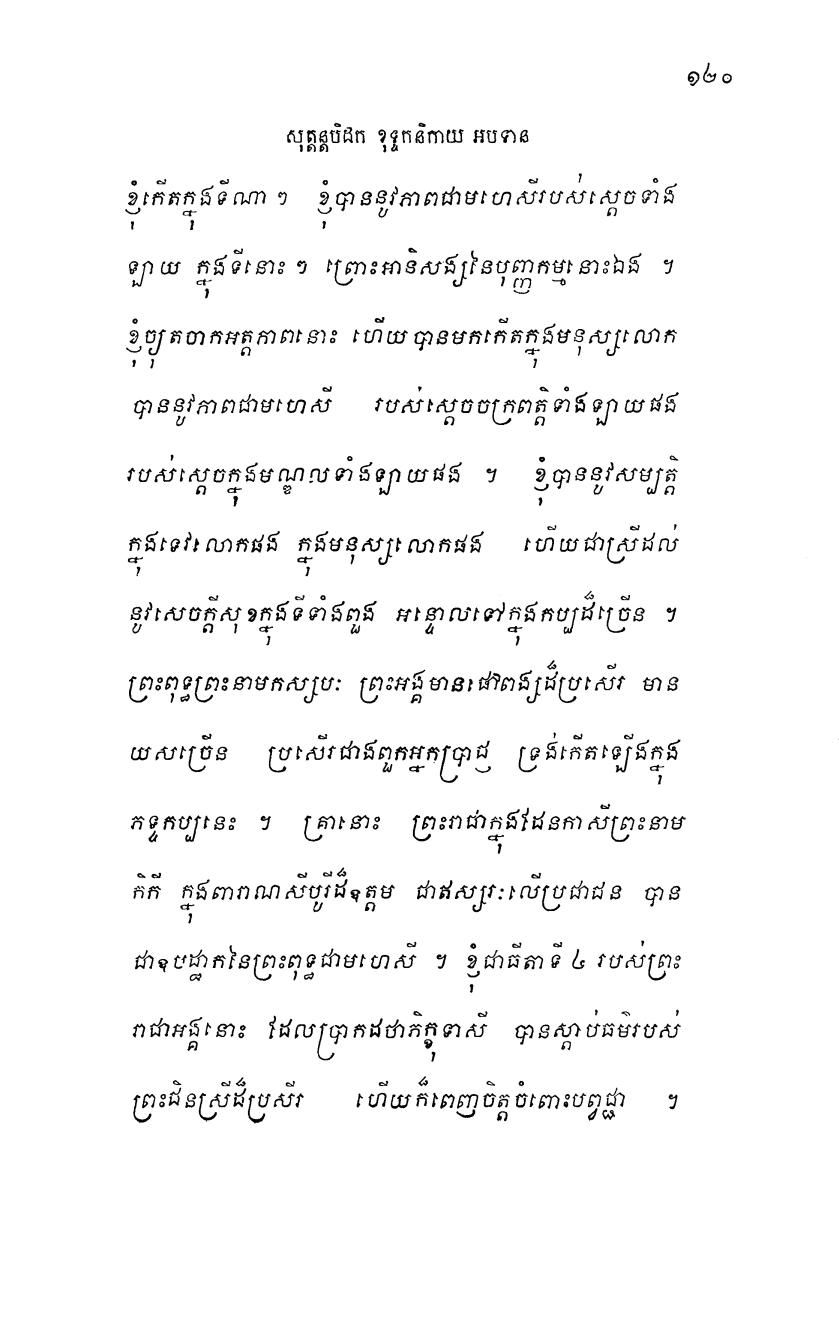 ១២០
សុត្តន្តបិដក ខុទ្ទកនិកាយ អបទាន
ខ្ញុំកើតក្នុងទីណា ៗ ខ្ញុំបាននូវភាពជាមហេសីរបស់ស្តេចទាំង
ឡាយ ក្នុងទីនោះ ៗ ព្រោះអានិសង្សនៃបុញ្ញកម្មនោះឯង ។
ខ្ញុំច្យុតចាកអត្តភាពនោះ ហើយបានមកកើតក្នុងមនុស្សលោក
បាននូវភាពជាមហេសី របស់ស្តេចចក្រពត្តិទាំងឡាយផង
របស់ស្តេចក្នុងមណ្ឌលទាំងឡាយផង ។ ខ្ញុំបាននូវសម្បត្តិ
ក្នុងទេវលោកផង ក្នុងមនុស្សលោកផង ហើយជាស្រីដល់
នូវសេចក្តីសុខក្នុងទីទាំងពួង អន្ទោលទៅក្នុងកប្បដ៏ច្រើន ។
ព្រះពុទ្ធព្រះនាមកស្សបៈ ព្រះអង្គមានផៅពង្សដ៏ប្រសើរ មាន
យសច្រើន ប្រសើរជាងពួកអ្នកប្រាជ្ញ ទ្រង់កើតឡើងក្នុង
ភទ្ទកប្បនេះ ។ គ្រានោះ ព្រះរាជាក្នុងដែនកាសីព្រះនាម
កិកី ក្នុងពារាណសីបូរីដ៏ឧត្តម ជាឥស្សរៈលើប្រជាជន បាន
ជាឧបដ្ឋាកនៃព្រះពុទ្ធជាមហេសី ។ ខ្ញុំជាធីតាទី ៤ របស់ព្រះ
រាជាអង្គនោះ ដែលប្រាកដថាភិក្ខុទាសី បានស្តាប់ធម៌របស់
ព្រះជិនស្រីដ៏ប្រសើរ ហើយក៏ពេញចិត្តចំពោះបព្វជ្ជា ។